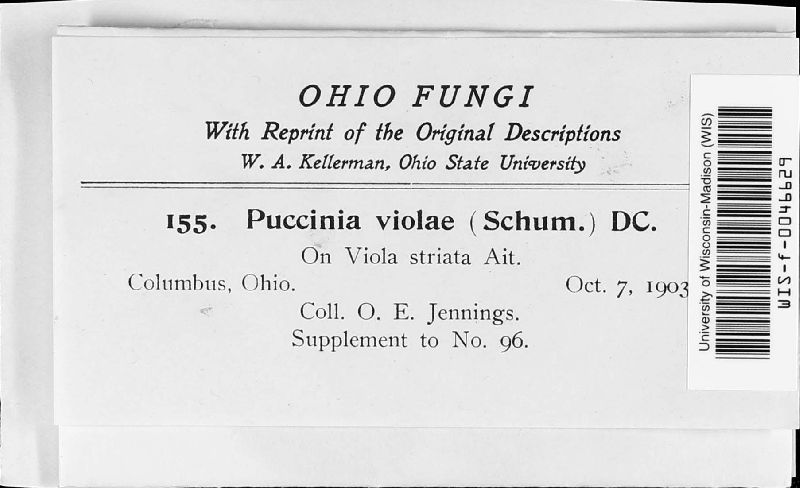 OHIO FUNGI
With Reprint of the Original Descriptions
W. A. Kellerman, Ohio State University
155. Puccinia violae (Schum.) DC.
On Viola striata Ait.
Columbus, Ohio. Oct. 7, 1903
Coll. O. E. Jennings.
Supplement to No. 96.
University of Wisconsin-Madison (WIS)
WIS-f-0046629